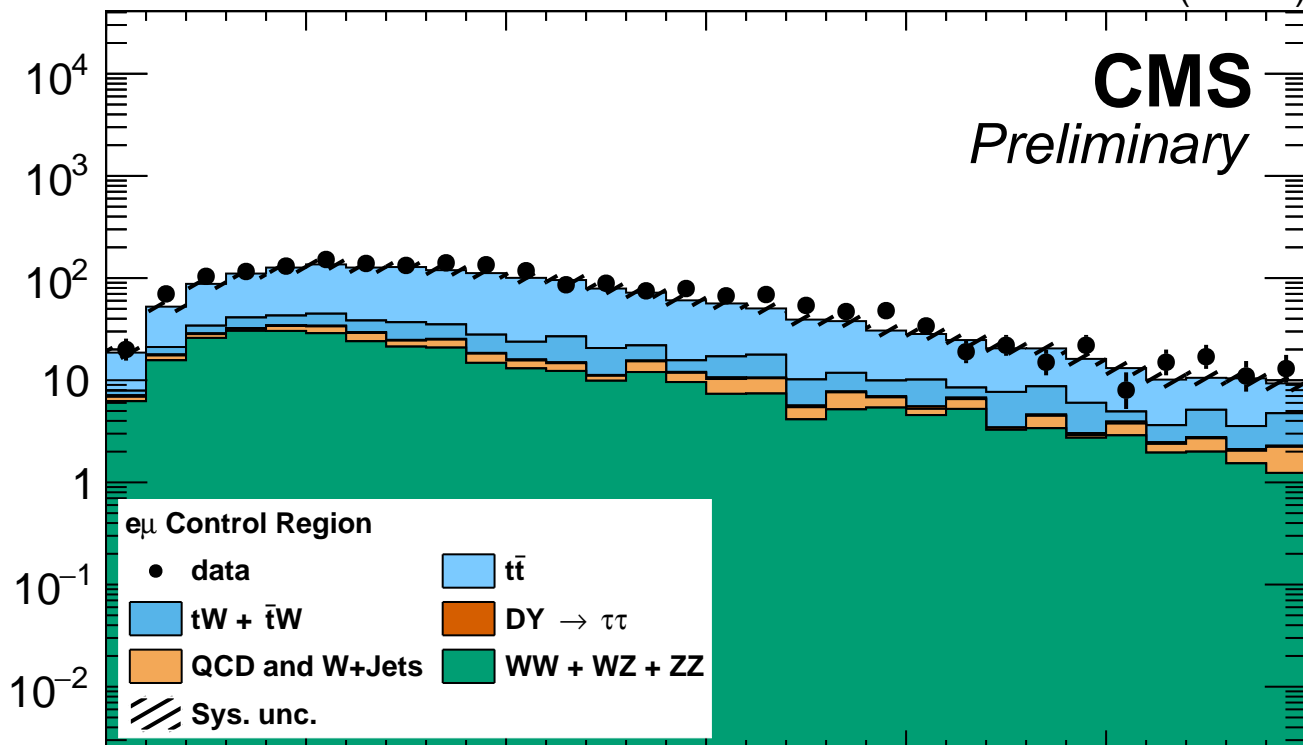 CMS
Preliminary
10⁴
10³
10²
10
1
10⁻¹
10⁻²
eμ Control Region
data
tt̄
tW + t̄W
DY → ττ
QCD and W+Jets
WW + WZ + ZZ
Sys. unc.